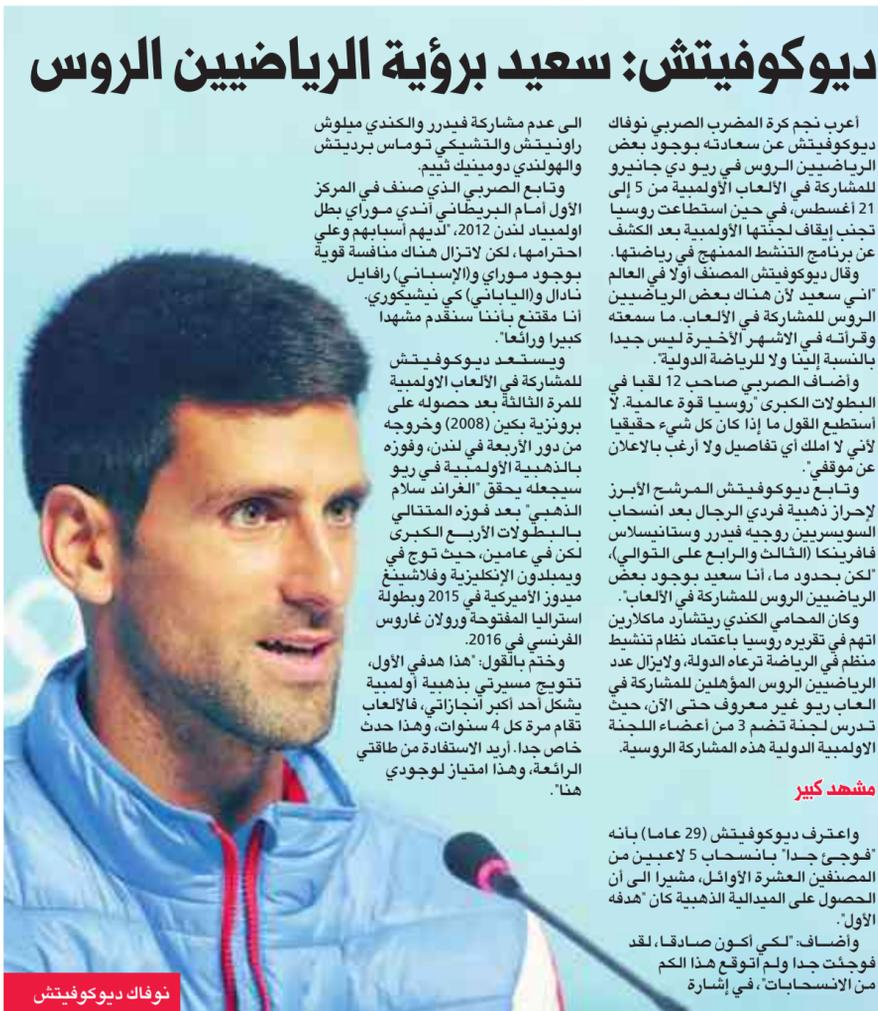 ديوكوفيتش: سعيد برؤية الرياضيين الروس
أعرب نجم كرة المضرب الصربي نوفاك
ديوكوفيتش عن سعادته بوجود بعض
الرياضيين الروس في ريو دي جانيرو
للمشاركة في الألعاب الأولمبية من 5 إلى
21 أغسطس، في حين استطاعت روسيا
تجنب إيقاف لجنتها الأولمبية بعد الكشف
عن برنامج التنشط الممنهج في رياضتها.
وقال ديوكوفيتش المصنف أولا في العالم
"اني سعيد لأن هناك بعض الرياضيين
الروس للمشاركة في الألعاب. ما سمعته
وقرأته في الاشهر الأخيرة ليس جيدا
بالنسبة إلينا ولا للرياضة الدولية".
وأضاف الصربي صاحب 12 لقبا في
البطولات الكبرى "روسيا قوة عالمية. لا
أستطيع القول ما إذا كان كل شيء حقيقيا
لأني لا املك أي تفاصيل ولا أرغب بالاعلان
عن موقفي".
وتابع ديوكوفيتش المرشح الأبرز
لإحراز ذهبية فردي الرجال بعد انسحاب
السويسريين روجيه فيدرر وستانيسلاس
فافرينكا (الثالث والرابع على التوالي)،
"لكن بحدود ما، أنا سعيد بوجود بعض
الرياضيين الروس للمشاركة في الألعاب".
وكان المحامي الكندي ريتشارد ماكلارين
اتهم في تقريره روسيا باعتماد نظام تنشيط
منظم في الرياضة ترعاه الدولة، ولايزال عدد
الرياضيين الروس المؤهلين للمشاركة في
العاب ريو غير معروف حتى الآن، حيث
تدرس لجنة تضم 3 من أعضاء اللجنة
الاولمبية الدولية هذه المشاركة الروسية.
مشهد كبير
واعترف ديوكوفيتش (29 عاما) بأنه
"فوجئ جدا" بانسحاب 5 لاعبين من
المصنفين العشرة الأوائل، مشيرا الى أن
الحصول على الميدالية الذهبية كان "هدفه
الأول".
وأضاف: "لكي أكون صادقا، لقد
فوجئت جدا ولم اتوقع هذا الكم
من الانسحابات"، في إشارة
الى عدم مشاركة فيدرر والكندي ميلوش
راونيتش والتشيكي توماس برديتش
والهولندي دومينيك ثييم.
وتابع الصربي الذي صنف في المركز
الأول أمام البريطاني آندي موراي بطل
اولمبياد لندن 2012، "لديهم أسبابهم وعلي
احترامها، لكن لاتزال هناك منافسة قوية
بوجود موراي و(الإسباني) رافايل
نادال و(الياباني) كي نيشيكوري.
أنا مقتنع بأننا سنقدم مشهدا
كبيرا ورائعا".
ويستعد ديوكوفيتش
للمشاركة في الألعاب الاولمبية
للمرة الثالثة بعد حصوله على
برونزية بكين (2008) وخروجه
من دور الأربعة في لندن، وفوزه
بالذهبية الأولمبية في ريو
سيجعله يحقق "الغراند سلام
الذهبي" بعد فوزه المتتالي
بالبطولات الأربع الكبرى
لكن في عامين، حيث توج في
ويمبلدون الإنكليزية وفلاشينغ
ميدوز الأميركية في 2015 وبطولة
استراليا المفتوحة ورولان غاروس
الفرنسي في 2016.
وختم بالقول: "هذا هدفي الأول،
تتويج مسيرتي بذهبية أولمبية
يشكل أحد أكبر انجازاتي، فالألعاب
تقام مرة كل 4 سنوات، وهذا حدث
خاص جدا. أريد الاستفادة من طاقتي
الرائعة، وهذا امتياز لوجودي
هنا".
نوفاك ديوكوفيتش